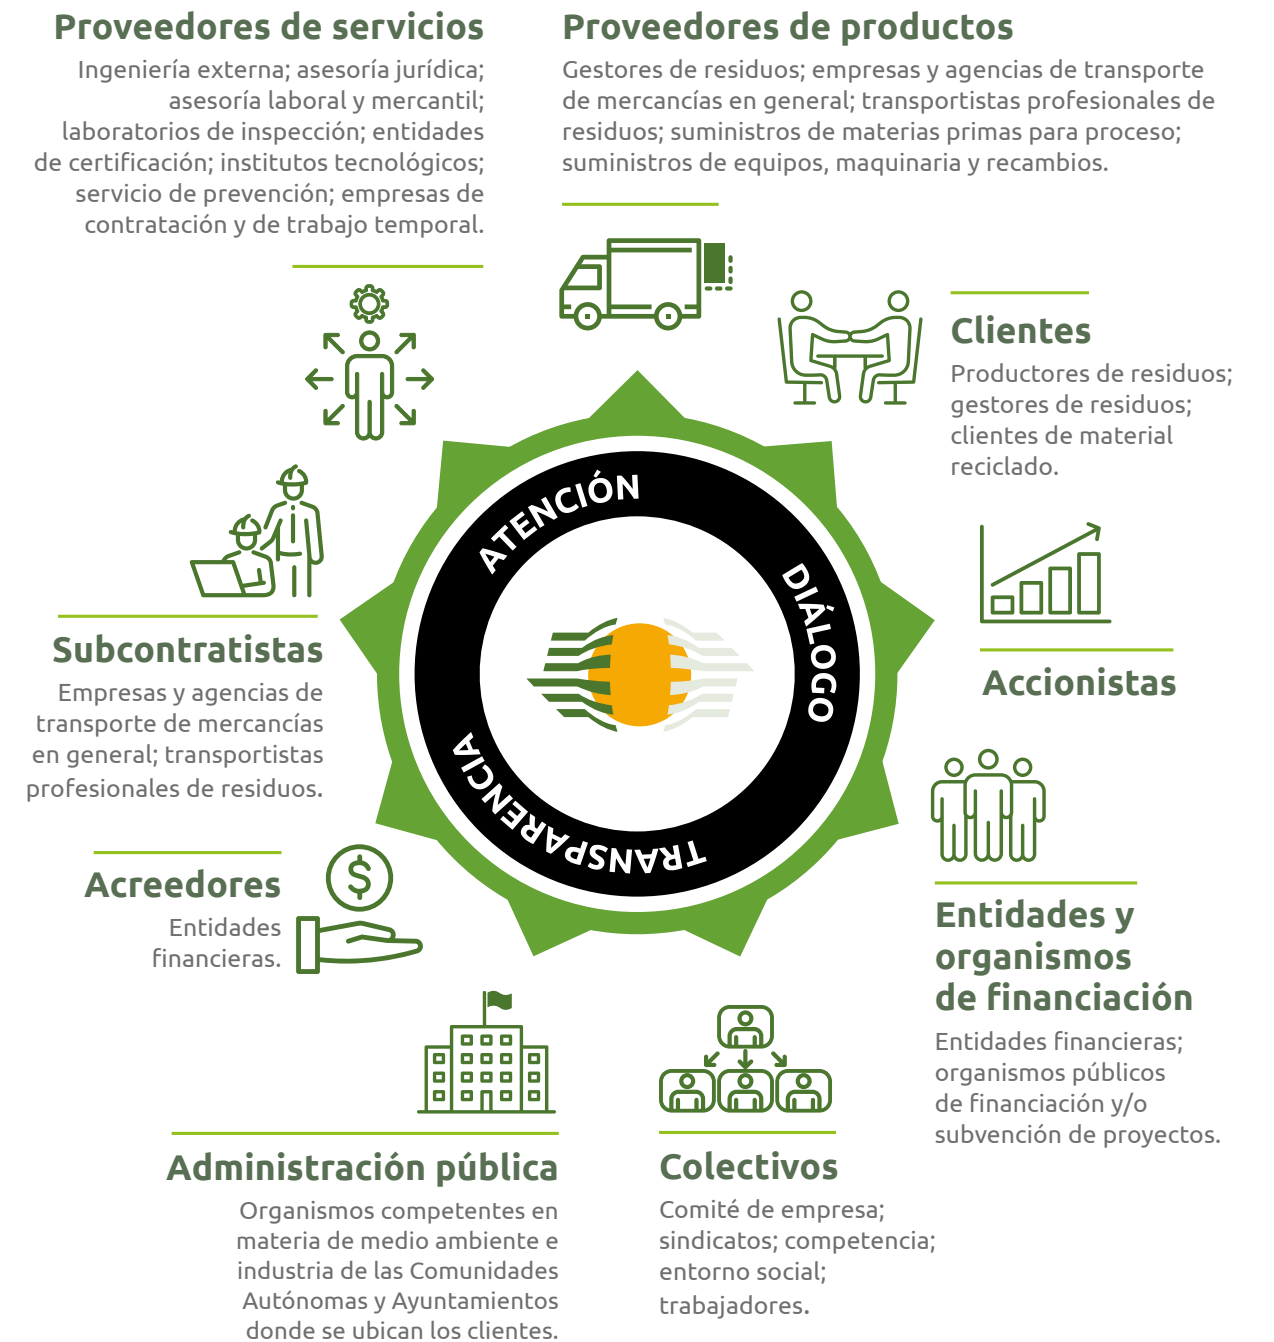 Proveedores de servicios
Ingeniería externa; asesoría jurídica;
asesoría laboral y mercantil;
laboratorios de inspección; entidades
de certificación; institutos tecnológicos;
servicio de prevención; empresas de
contratación y de trabajo temporal.
Proveedores de productos
Gestores de residuos; empresas y agencias de transporte
de mercancías en general; transportistas profesionales de
residuos; suministros de materias primas para proceso;
suministros de equipos, maquinaria y recambios.
Clientes
Productores de residuos;
gestores de residuos;
clientes de material
reciclado.
Accionistas
Entidades y
organismos
de financiación
Entidades financieras;
organismos públicos
de financiación y/o
subvención de proyectos.
Colectivos
Comité de empresa;
sindicatos; competencia;
entorno social;
trabajadores.
Administración pública
Organismos competentes en
materia de medio ambiente e
industria de las Comunidades
Autónomas y Ayuntamientos
donde se ubican los clientes.
Acreedores
Entidades
financieras.
$
Subcontratistas
Empresas y agencias de
transporte de mercancías
en general; transportistas
profesionales de residuos.
ATENCIÓN
DIÁLOGO
TRANSPARENCIA